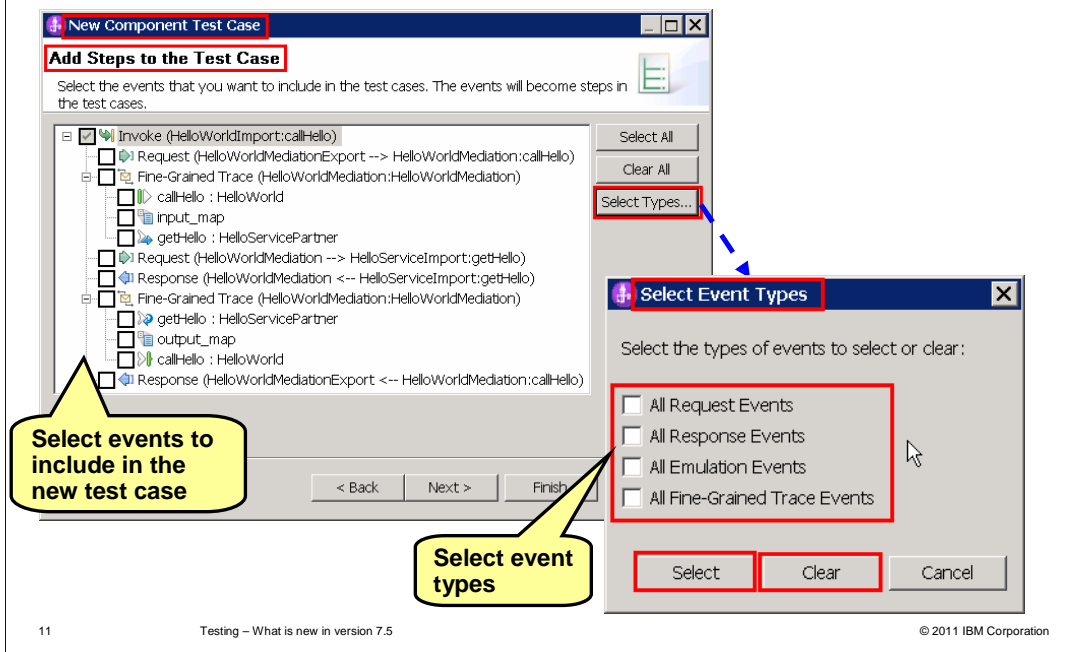 New Component Test Case
Add Steps to the Test Case
Select the events that you want to include in the test cases. The events will become steps in
the test cases.
Invoke (HelloWorldImport:callHello)
Request (HelloWorldMediationExport --> HelloWorldMediation:callHello)
Fine-Grained Trace (HelloWorldMediation:HelloWorldMediation)
callHello : HelloWorld
input_map
getHello : HelloServicePartner
Request (HelloWorldMediation --> HelloServiceImport:getHello)
Response (HelloWorldMediation <-- HelloServiceImport:getHello)
Fine-Grained Trace (HelloWorldMediation:HelloWorldMediation)
getHello : HelloServicePartner
output_map
callHello : HelloWorld
Response (HelloWorldMediationExport <-- HelloWorldMediation:callHello)
Select All
Clear All
Select Types...
Select events to
include in the
new test case
< Back
Next >
Finish
Select Event Types
Select the types of events to select or clear:
All Request Events
All Response Events
All Emulation Events
All Fine-Grained Trace Events
Select event
types
Select
Clear
Cancel
11
Testing – What is new in version 7.5
© 2011 IBM Corporation